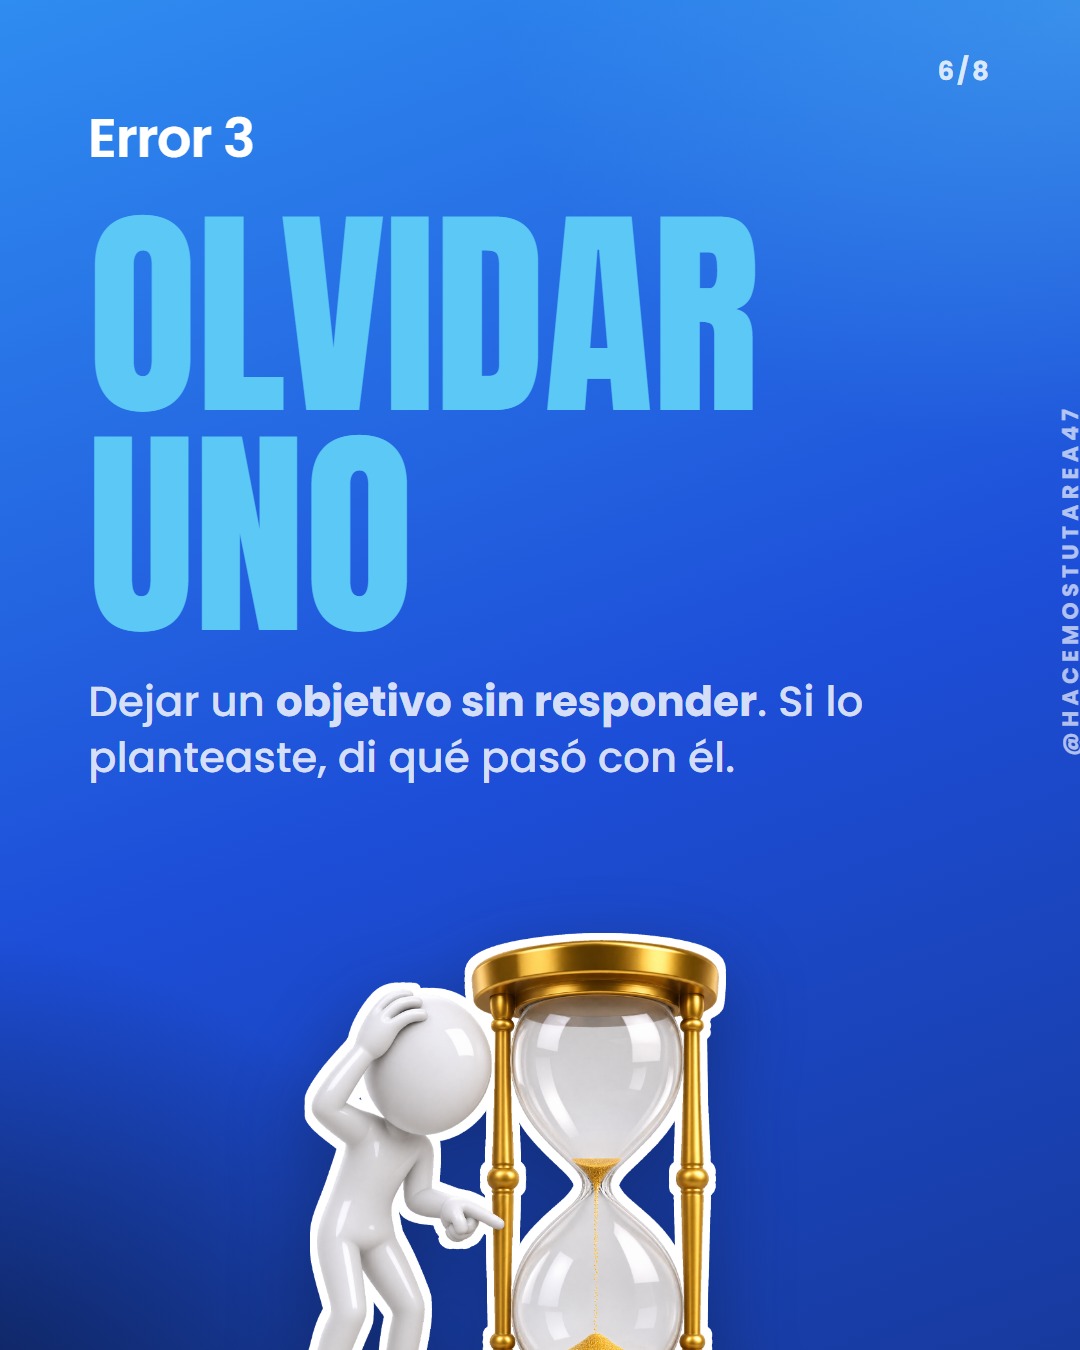 6/8
Error 3
OLVIDAR
UNO
Dejar un objetivo sin responder. Si lo
planteaste, di qué pasó con él.
@HACEMOSTUTAREA47